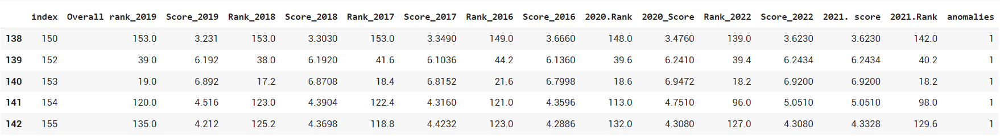 index Overall rank_2019 Score_2019 Rank_2018 Score_2018 Rank_2017 Score_2017 Rank_2016 Score_2016 2020.Rank 2020_Score Rank_2022 Score_2022 2021. score 2021.Rank anomalies
138 150 153.0 3.231 153.0 3.3030 153.0 3.3490 149.0 3.6660 148.0 3.4760 139.0 3.6230 3.6230 142.0 1
139 152 39.0 6.192 38.0 6.1920 41.6 6.1036 44.2 6.1360 39.6 6.2410 39.4 6.2434 6.2434 40.2 1
140 153 19.0 6.892 17.2 6.8708 18.4 6.8152 21.6 6.7998 18.6 6.9472 18.2 6.9200 6.9200 18.2 1
141 154 120.0 4.516 123.0 4.3904 122.4 4.3160 121.0 4.3596 113.0 4.7510 96.0 5.0510 5.0510 98.0 1
142 155 135.0 4.212 125.2 4.3698 118.8 4.4232 123.0 4.2886 132.0 4.3080 127.0 4.3080 4.3328 129.6 1